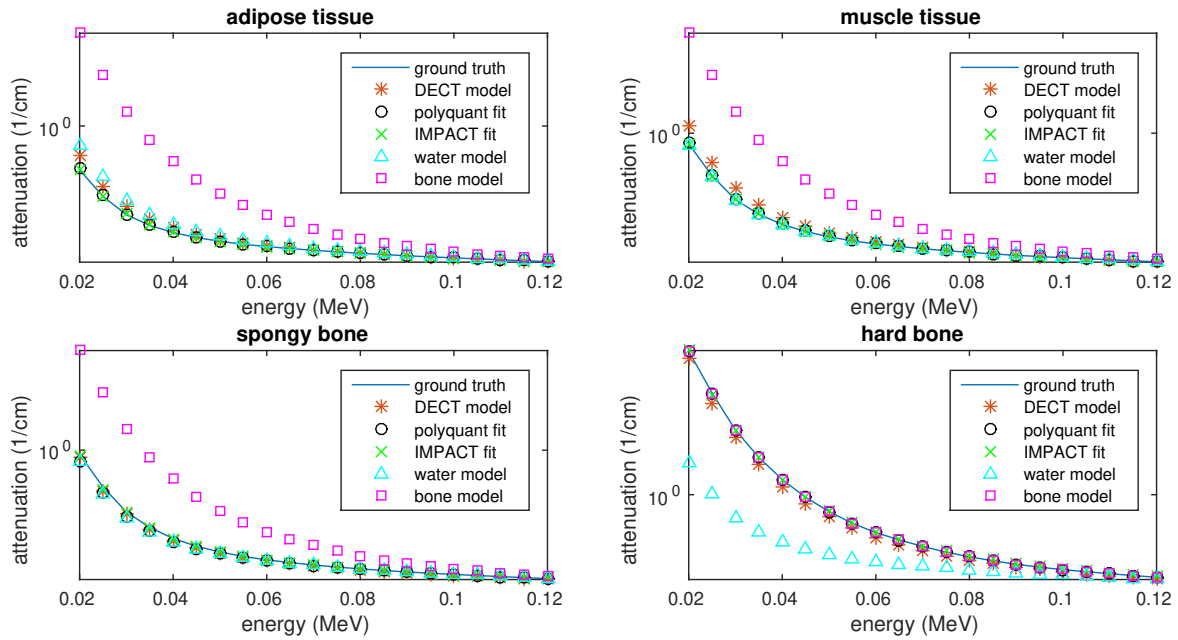 adipose tissue
attenuation (1/cm)
10^0
ground truth
DECT model
polyquant fit
IMPACT fit
water model
bone model
0.02 0.04 0.06 0.08 0.1 0.12
energy (MeV)
muscle tissue
attenuation (1/cm)
10^0
ground truth
DECT model
polyquant fit
IMPACT fit
water model
bone model
0.02 0.04 0.06 0.08 0.1 0.12
energy (MeV)
spongy bone
attenuation (1/cm)
10^0
ground truth
DECT model
polyquant fit
IMPACT fit
water model
bone model
0.02 0.04 0.06 0.08 0.1 0.12
energy (MeV)
hard bone
attenuation (1/cm)
10^0
ground truth
DECT model
polyquant fit
IMPACT fit
water model
bone model
0.02 0.04 0.06 0.08 0.1 0.12
energy (MeV)